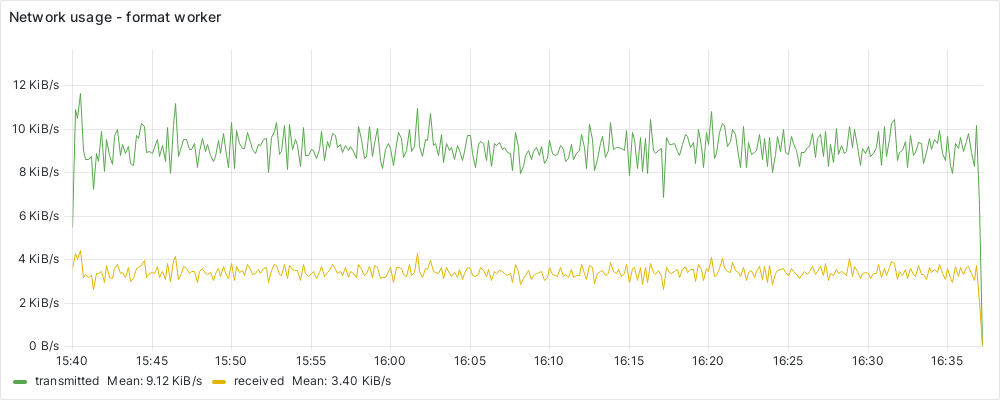 Network usage - format worker
12 KiB/s
10 KiB/s
8 KiB/s
6 KiB/s
4 KiB/s
2 KiB/s
0 B/s
15:40 15:45 15:50 15:55 16:00 16:05 16:10 16:15 16:20 16:25 16:30 16:35
transmitted Mean: 9.12 KiB/s received Mean: 3.40 KiB/s